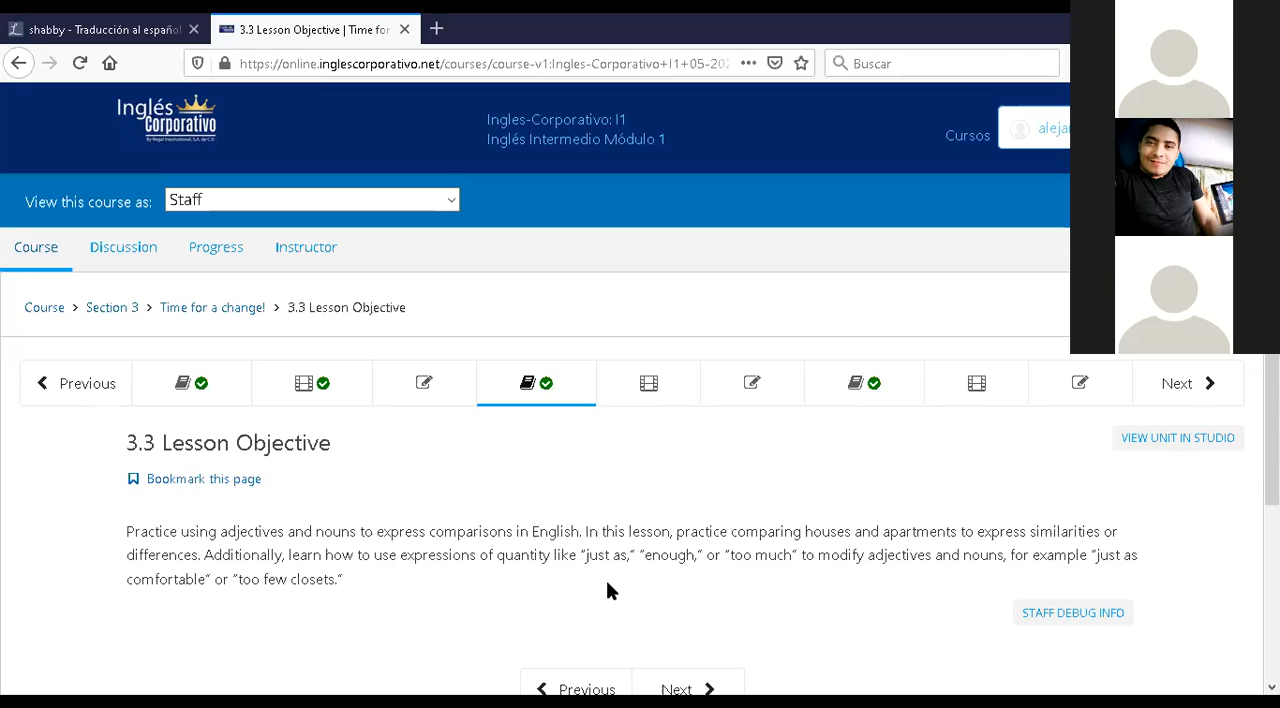 shabby - Traducción al español
3.3 Lesson Objective | Time for
https://online.inglescorporativo.net/courses/course-v1:Ingles-Corporativo+I1+05-202
Buscar
Inglés
Corporativo
Ingles-Corporativo: I1
Inglés Intermedio Módulo 1
Cursos
aleja
View this course as:
Staff
Course
Discussion
Progress
Instructor
Course > Section 3 > Time for a change! > 3.3 Lesson Objective
Previous
Next
3.3 Lesson Objective
VIEW UNIT IN STUDIO
Bookmark this page
Practice using adjectives and nouns to express comparisons in English. In this lesson, practice comparing houses and apartments to express similarities or
differences. Additionally, learn how to use expressions of quantity like "just as," "enough," or "too much" to modify adjectives and nouns, for example "just as
comfortable" or "too few closets."
STAFF DEBUG INFO
Previous
Next